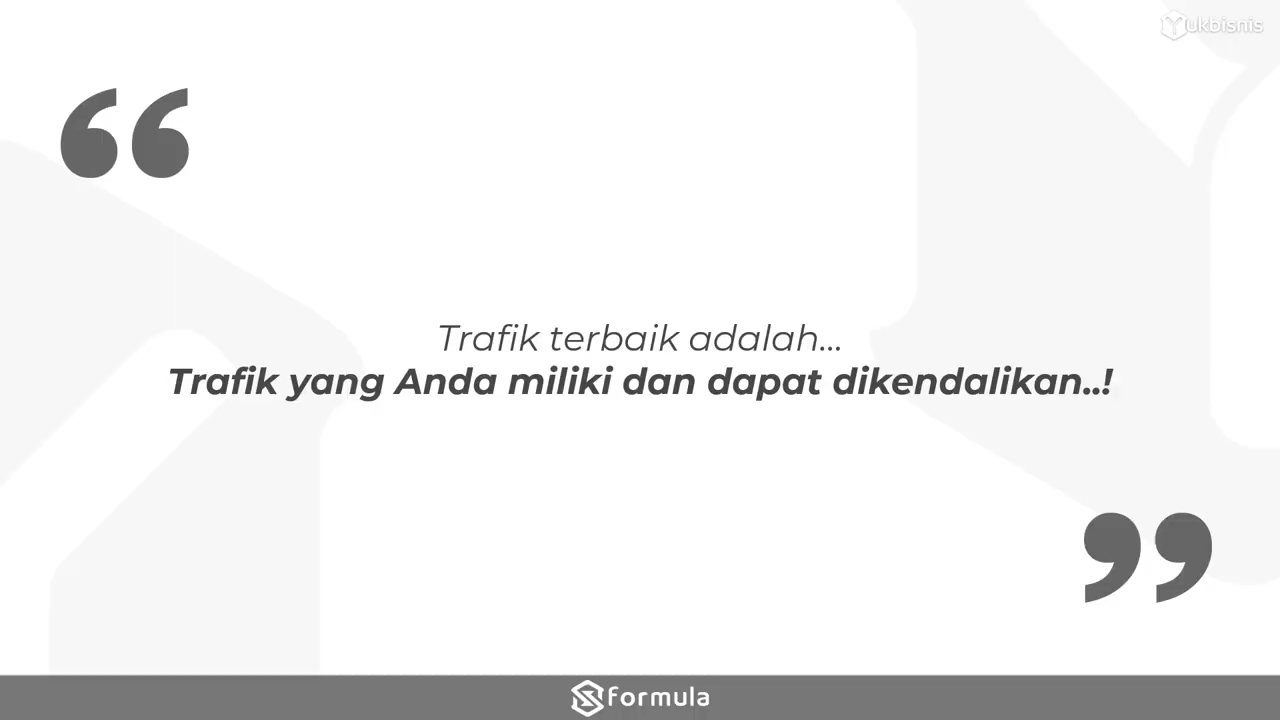 Yukbisnis
“
Trafik terbaik adalah...
Trafik yang Anda miliki dan dapat dikendalikan..!
”
formula